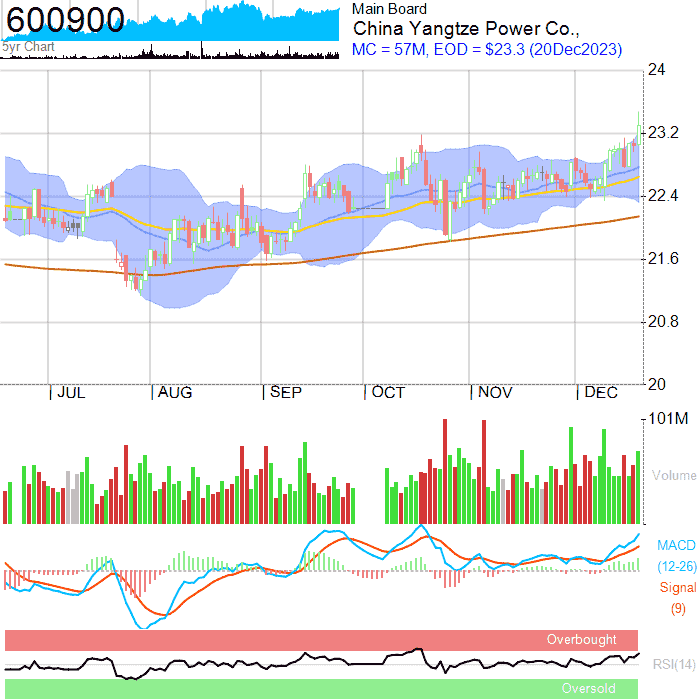 600900
5yr Chart
Main Board
China Yangtze Power Co.,
MC = 57M, EOD = $23.3 (20Dec2023)
24
23.2
22.4
21.6
20.8
20
JUL
AUG
SEP
OCT
NOV
DEC
101M
Volume
MACD
(12-26)
Signal
(9)
Overbought
RSI(14)
Oversold